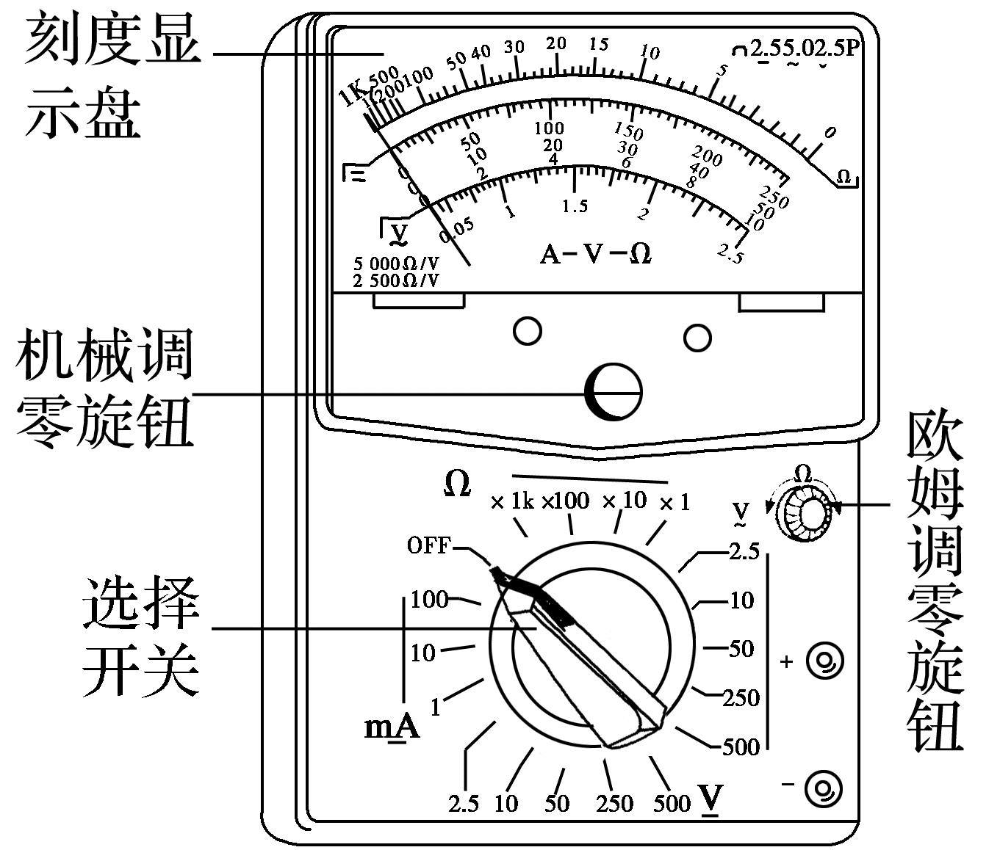 刻度显
示盘
1K 500
1K 200 100 50 40 30 20 15 10 5 0
2.55.02.5P
Ω
50 100 150 200 250
0 10 20 30 40 50
0 2 4 6 8 10
0
V
0.05 1 1.5 2 2.5
A－V－Ω
5 000Ω/V
2 500Ω/V
机械调
零旋钮
欧
姆
调
零
旋
钮
Ω
× 1k ×100 × 10 × 1
Ω
V
OFF
2.5
10
50
250
500
选择
开关
100
10
1
mA
2.5 10 50 250 500 V
+
−